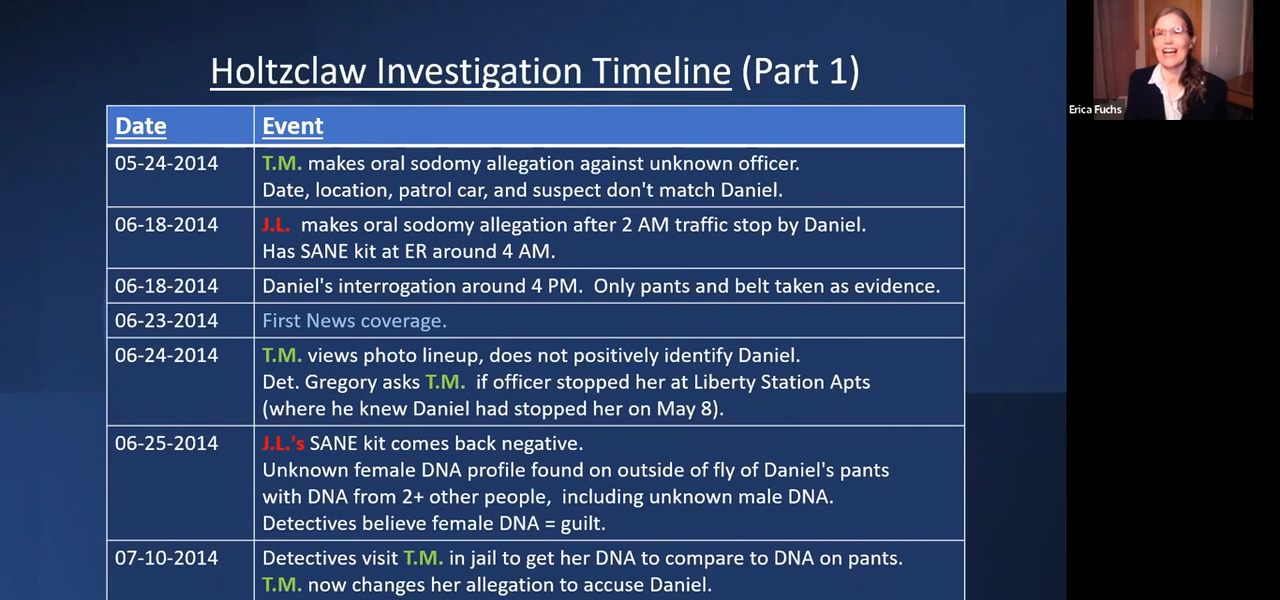 Holtzclaw Investigation Timeline (Part 1)
Erica Fuchs
Date Event
05-24-2014 T.M. makes oral sodomy allegation against unknown officer.
Date, location, patrol car, and suspect don't match Daniel.
06-18-2014 J.L. makes oral sodomy allegation after 2 AM traffic stop by Daniel.
Has SANE kit at ER around 4 AM.
06-18-2014 Daniel's interrogation around 4 PM. Only pants and belt taken as evidence.
06-23-2014 First News coverage.
06-24-2014 T.M. views photo lineup, does not positively identify Daniel.
Det. Gregory asks T.M. if officer stopped her at Liberty Station Apts
(where he knew Daniel had stopped her on May 8).
06-25-2014 J.L.'s SANE kit comes back negative.
Unknown female DNA profile found on outside of fly of Daniel's pants
with DNA from 2+ other people, including unknown male DNA.
Detectives believe female DNA = guilt.
07-10-2014 Detectives visit T.M. in jail to get her DNA to compare to DNA on pants.
T.M. now changes her allegation to accuse Daniel.